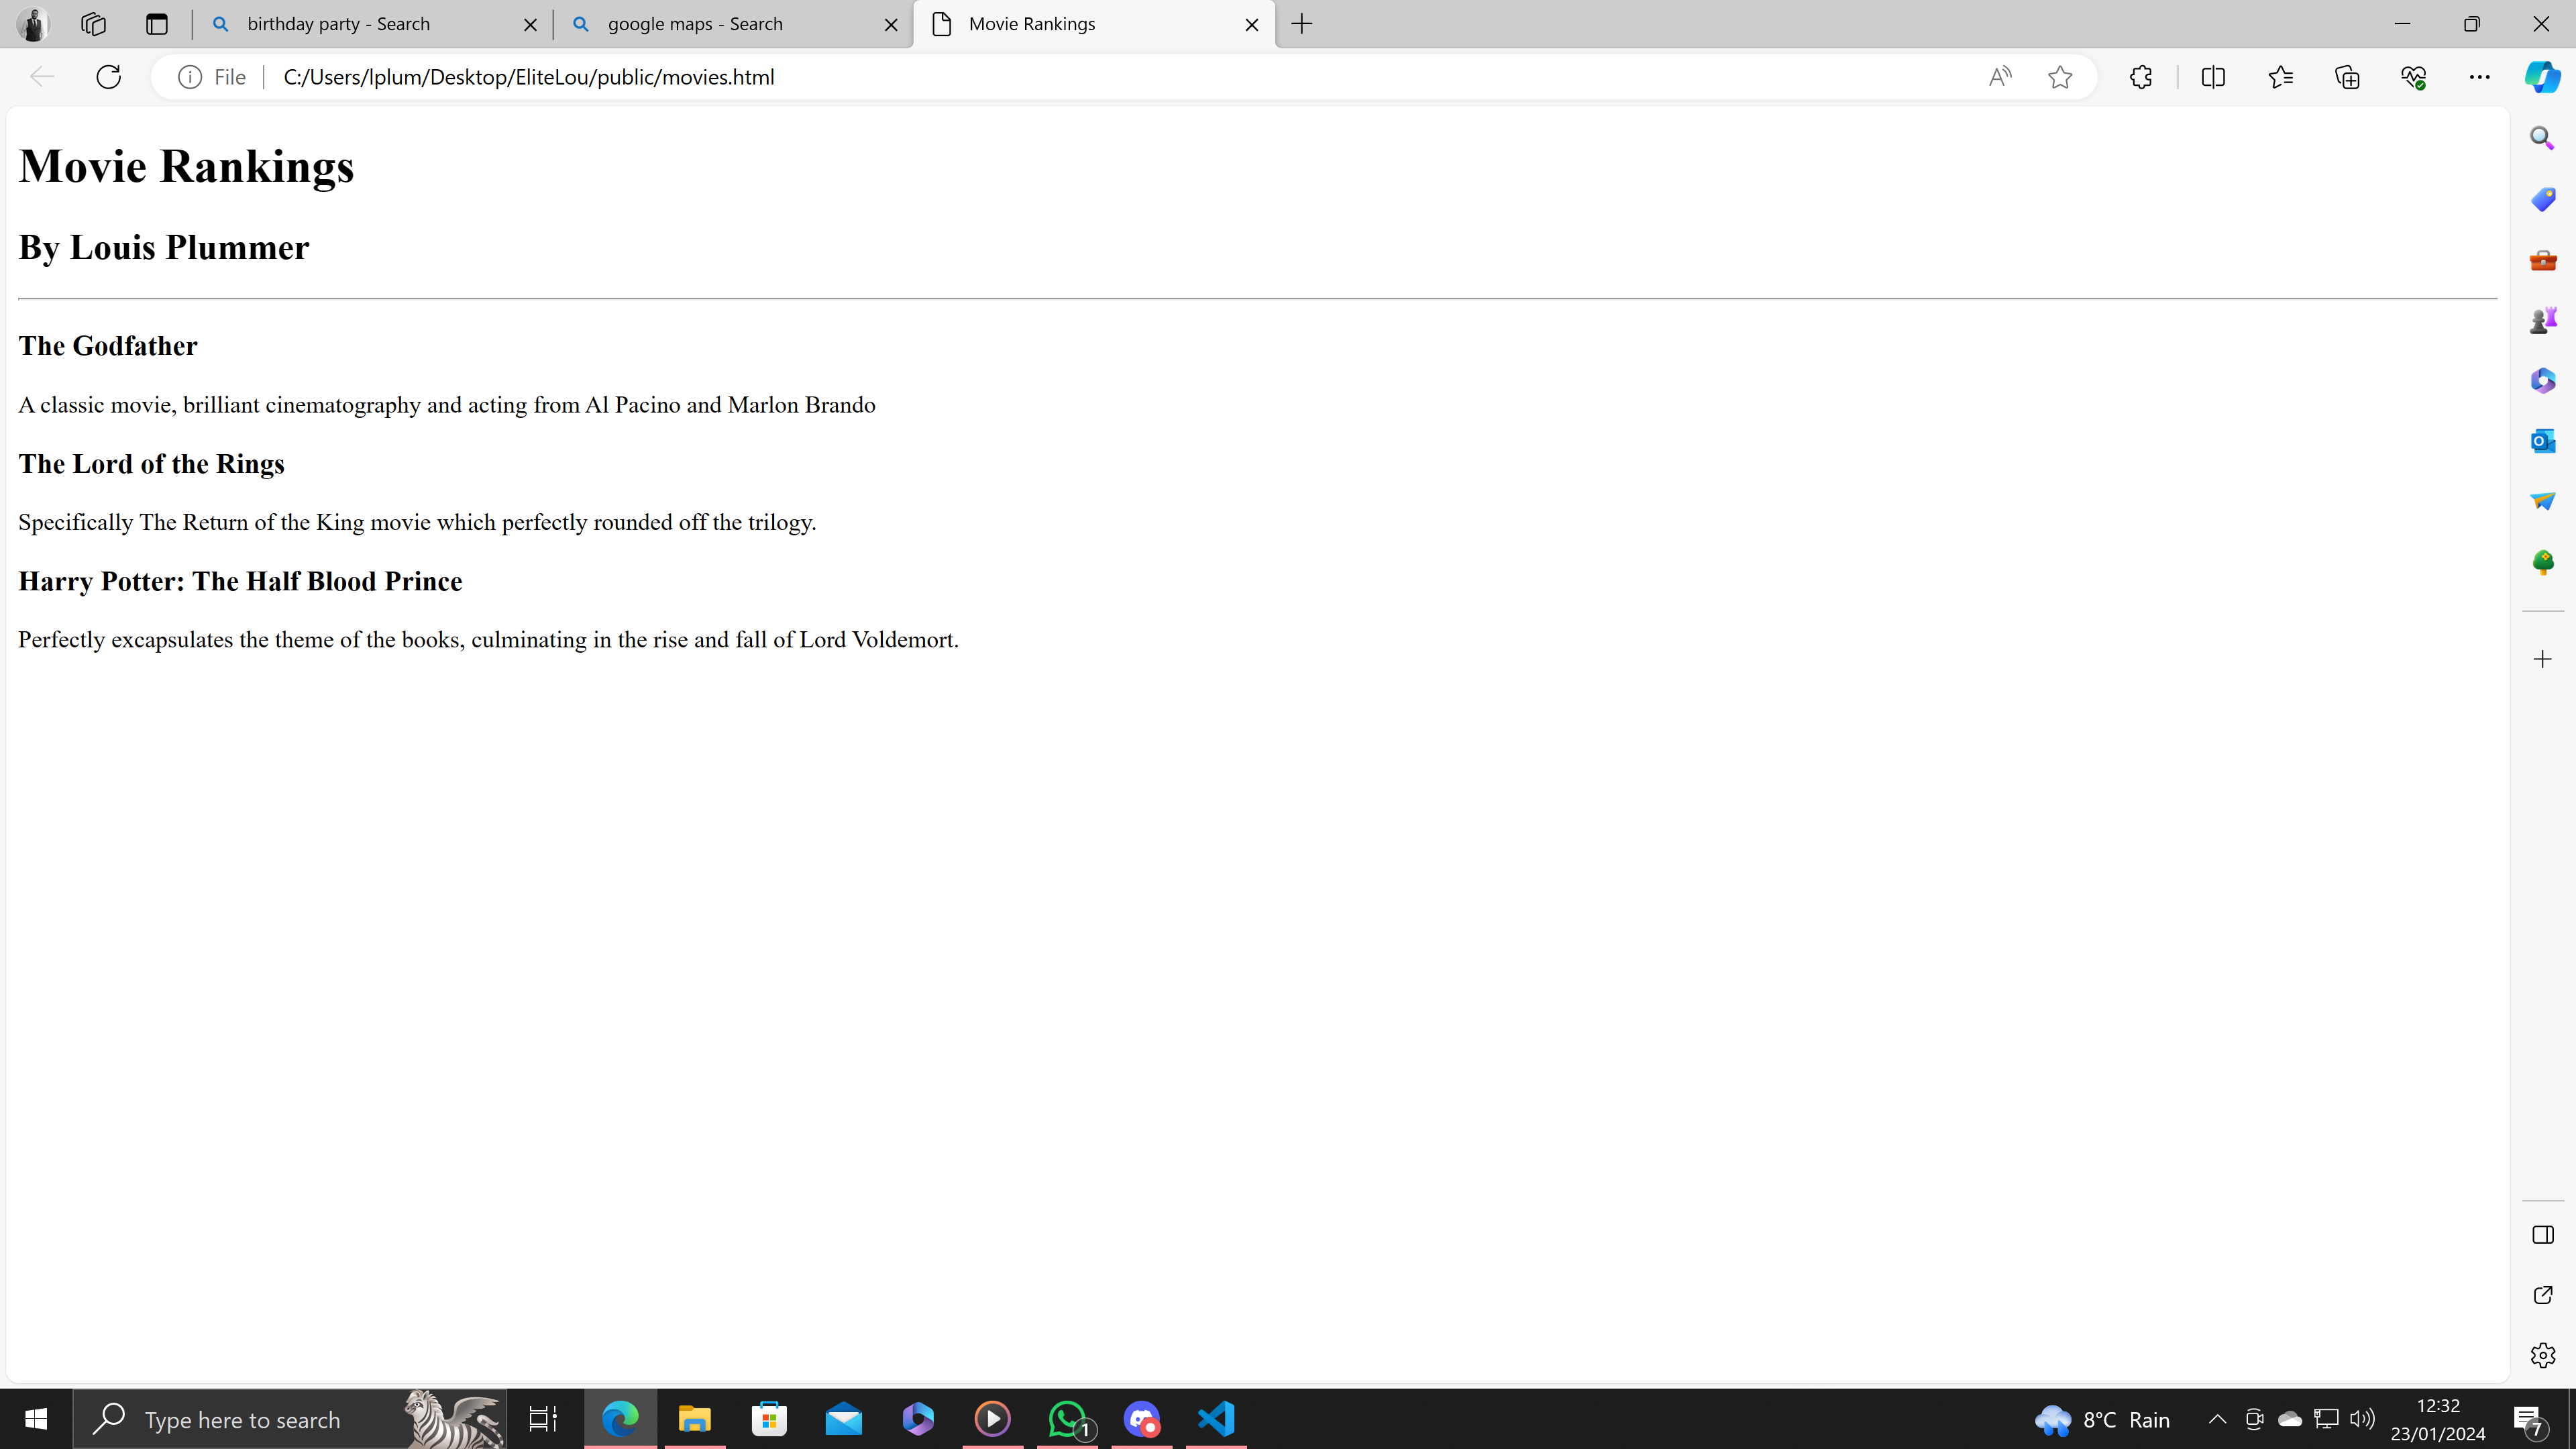 birthday party - Search
google maps - Search
Movie Rankings
File
C:/Users/lplum/Desktop/EliteLou/public/movies.html
Movie Rankings
By Louis Plummer
The Godfather
A classic movie, brilliant cinematography and acting from Al Pacino and Marlon Brando
The Lord of the Rings
Specifically The Return of the King movie which perfectly rounded off the trilogy.
Harry Potter: The Half Blood Prince
Perfectly excapsulates the theme of the books, culminating in the rise and fall of Lord Voldemort.
Type here to search
1
8°C Rain
12:32
23/01/2024
7